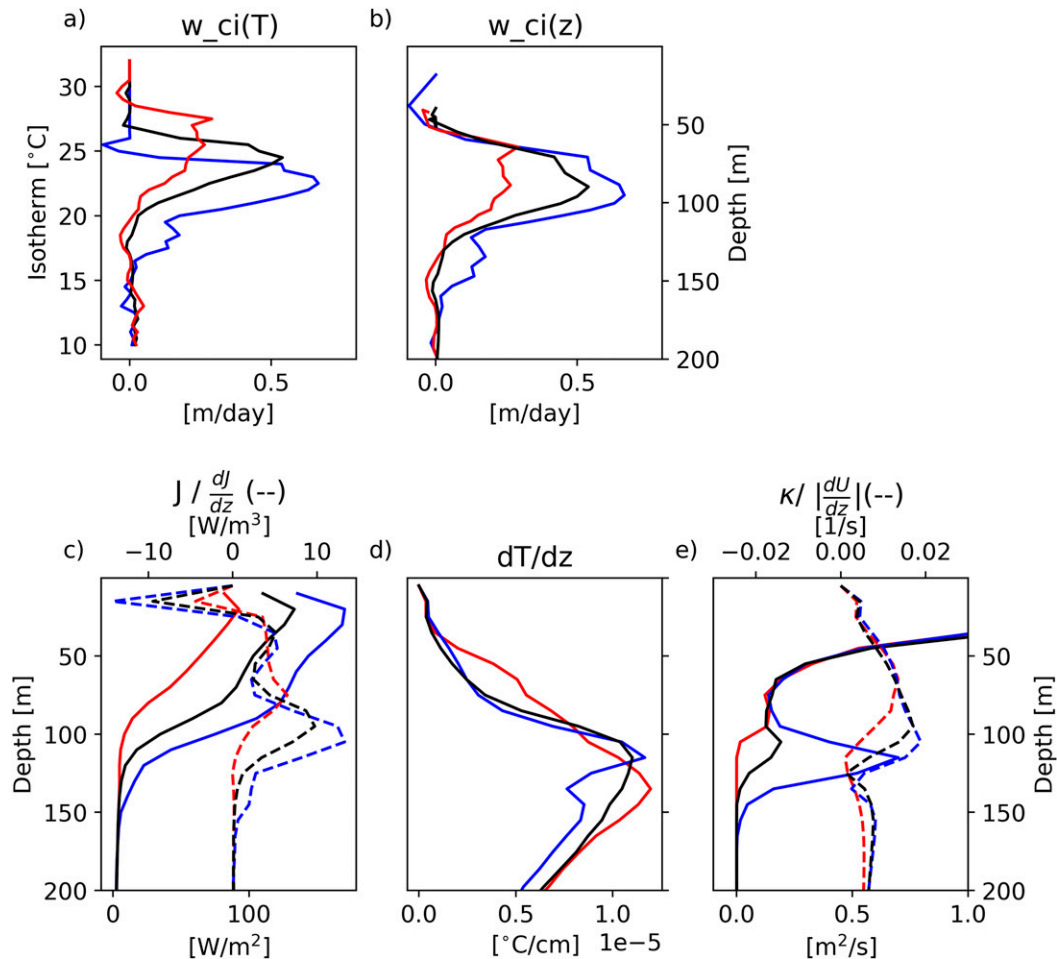 a)
w_ci(T)
b)
w_ci(z)
30
25
20
15
10
Isotherm [°C]
50
100
150
200
Depth [m]
0.0 0.5
0.0 0.5
[m/day]
[m/day]
J / dJ/dz (--)
[W/m³]
κ/ |dU/dz|(--)
[1/s]
c)
−10 0 10
d)
dT/dz
e)
−0.02 0.00 0.02
50
100
150
200
Depth [m]
50
100
150
200
Depth [m]
0 100
0.0 0.5 1.0
0.0 0.5 1.0
[W/m²]
[°C/cm]
1e-5
[m²/s]